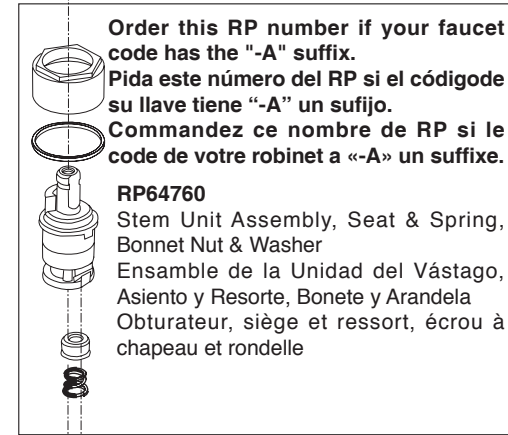 Order this RP number if your faucet
code has the "-A" suffix.
Pida este número del RP si el códigode
su llave tiene “-A” un sufijo.
Commandez ce nombre de RP si le
code de votre robinet a «-A» un suffixe.
RP64760
Stem Unit Assembly, Seat & Spring,
Bonnet Nut & Washer
Ensamble de la Unidad del Vástago,
Asiento y Resorte, Bonete y Arandela
Obturateur, siège et ressort, écrou à
chapeau et rondelle